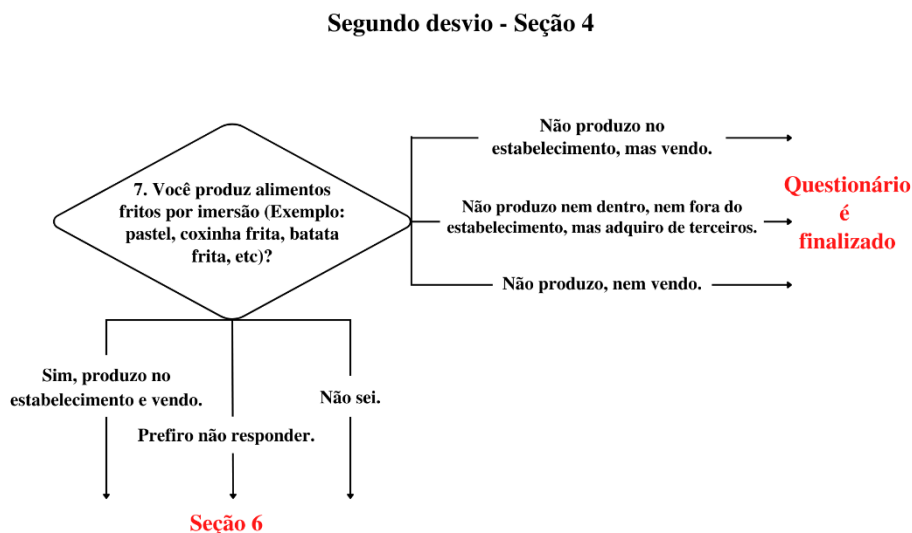 Segundo desvio - Seção 4
7. Você produz alimentos
fritos por imersão (Exemplo:
pastel, coxinha frita, batata
frita, etc)?
Não produzo no
estabelecimento, mas vendo.
Não produzo nem dentro, nem fora do
estabelecimento, mas adquiro de terceiros.
Não produzo, nem vendo.
Questionário
é
finalizado
Sim, produzo no
estabelecimento e vendo.
Prefiro não responder.
Não sei.
Seção 6